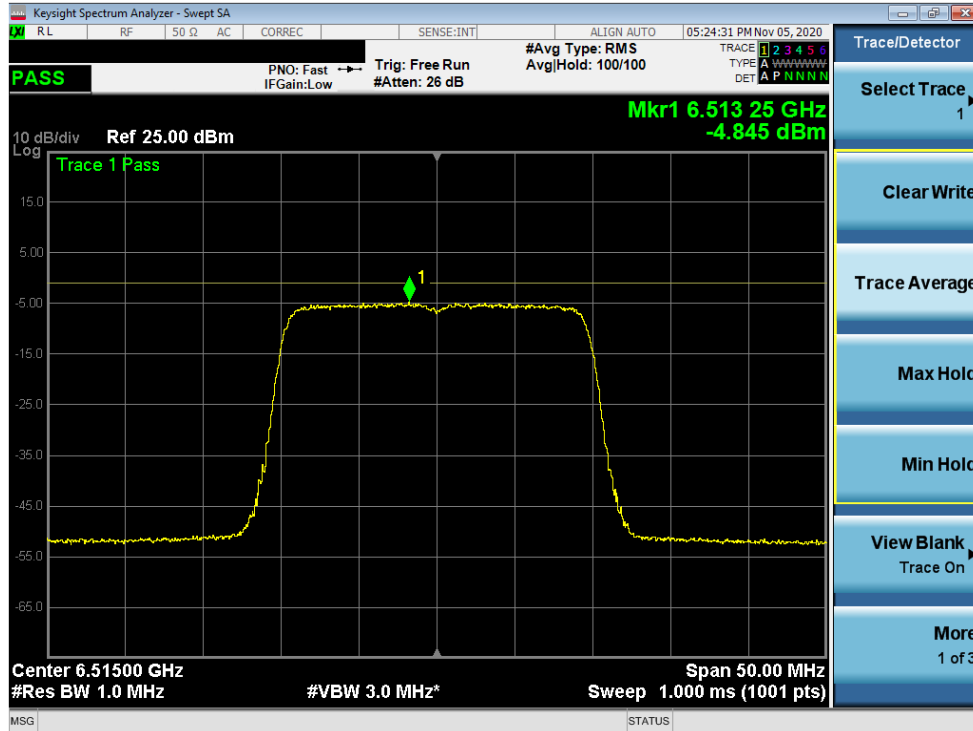 Keysight Spectrum Analyzer - Swept SA
LXI RL RF 50 Ω AC CORREC SENSE:INT ALIGN AUTO 05:24:31 PM Nov 05, 2020
PASS
PNO: Fast
IFGain:Low
Trig: Free Run
#Atten: 26 dB
#Avg Type: RMS
Avg|Hold: 100/100
TRACE 1 2 3 4 5 6
TYPE A WWWWW
DET A P N N N N
Mkr1 6.513 25 GHz
-4.845 dBm
10 dB/div Ref 25.00 dBm
Log
Trace 1 Pass
15.0
5.00
1
-5.00
-15.0
-25.0
-35.0
-45.0
-55.0
-65.0
Center 6.51500 GHz Span 50.00 MHz
#Res BW 1.0 MHz #VBW 3.0 MHz* Sweep 1.000 ms (1001 pts)
MSG STATUS
Trace/Detector
Select Trace
1
Clear Write
Trace Average
Max Hold
Min Hold
View Blank
Trace On
More
1 of 3